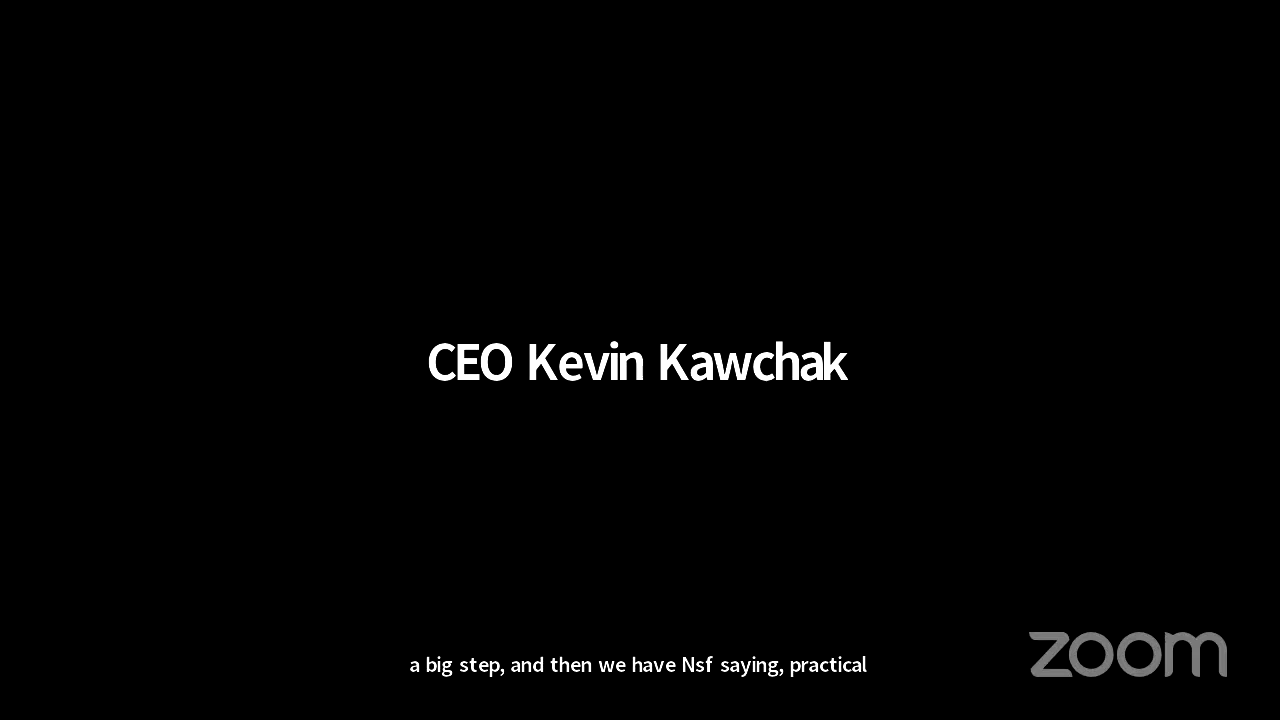 CEO Kevin Kawchak
a big step, and then we have Nsf saying, practical
zoom